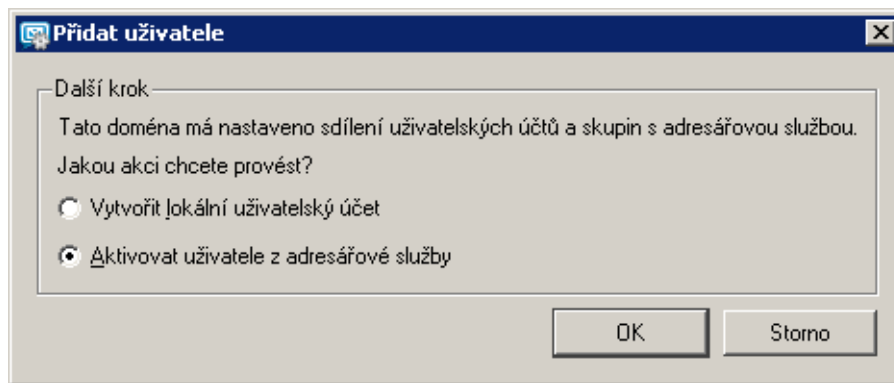 Přidat uživatele
Další krok
Tato doména má nastaveno sdílení uživatelských účtů a skupin s adresářovou službou.
Jakou akci chcete provést?
Vytvořit lokální uživatelský účet
Aktivovat uživatele z adresářové služby
OK
Storno